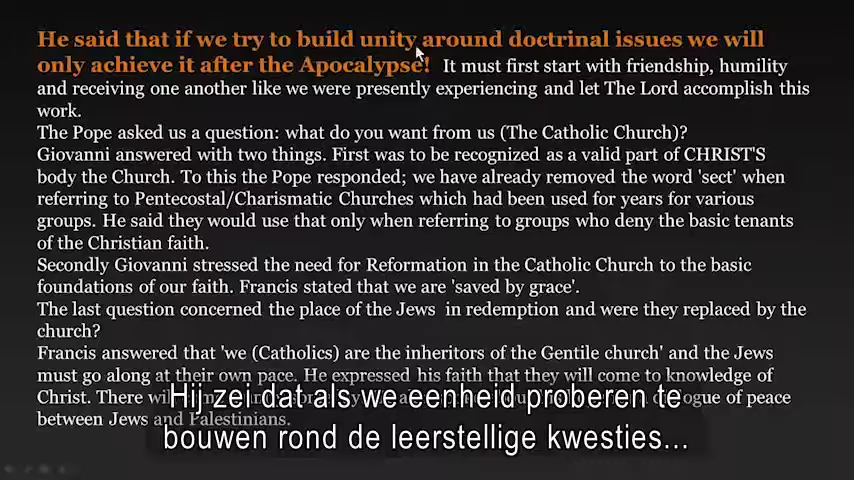 He said that if we try to build unity around doctrinal issues we will
only achieve it after the Apocalypse! It must first start with friendship, humility
and receiving one another like we were presently experiencing and let The Lord accomplish this
work.
The Pope asked us a question: what do you want from us (The Catholic Church)?
Giovanni answered with two things. First was to be recognized as a valid part of CHRIST'S
body the Church. To this the Pope responded; we have already removed the word 'sect' when
referring to Pentecostal/Charismatic Churches which had been used for years for various
groups. He said they would use that only when referring to groups who deny the basic tenants
of the Christian faith.
Secondly Giovanni stressed the need for Reformation in the Catholic Church to the basic
foundations of our faith. Francis stated that we are 'saved by grace'.
The last question concerned the place of the Jews in redemption and were they replaced by the
church?
Francis answered that 'we (Catholics) are the inheritors of the Gentile church' and the Jews
must go along at their own pace. He expressed his faith that they will come to knowledge of
Christ. There of peace
between Jews and Palestinians.
Hij zei dat als we eenheid proberen te
bouwen rond de leerstellige kwesties...